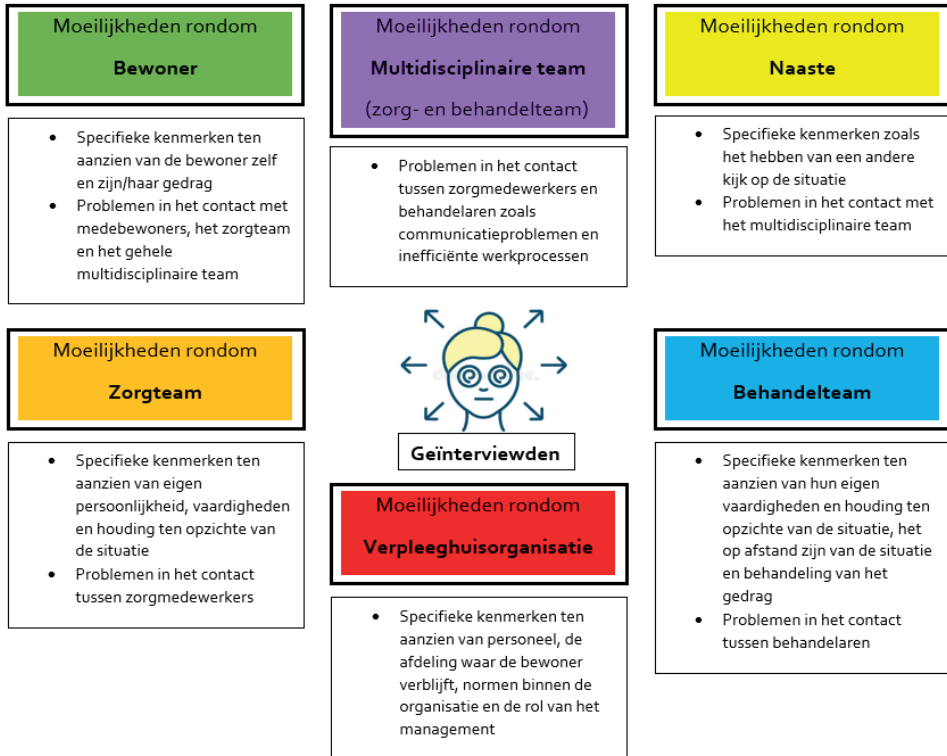 Moeilijkheden rondom
Bewoner
• Specifieke kenmerken ten
aanzien van de bewoner zelf
en zijn/haar gedrag
• Problemen in het contact met
medebewoners, het zorgteam
en het gehele
multidisciplinaire team
Moeilijkheden rondom
Multidisciplinaire team
(zorg- en behandelteam)
• Problemen in het contact
tussen zorgmedewerkers en
behandelaren zoals
communicatieproblemen en
inefficiënte werkprocessen
Moeilijkheden rondom
Naaste
• Specifieke kenmerken zoals
het hebben van een andere
kijk op de situatie
• Problemen in het contact met
het multidisciplinaire team
Moeilijkheden rondom
Zorgteam
• Specifieke kenmerken ten
aanzien van eigen
persoonlijkheid, vaardigheden
en houding ten opzichte van
de situatie
• Problemen in het contact
tussen zorgmedewerkers
Geïnterviewden
Moeilijkheden rondom
Verpleeghuisorganisatie
• Specifieke kenmerken ten
aanzien van personeel, de
afdeling waar de bewoner
verblijft, normen binnen de
organisatie en de rol van het
management
Moeilijkheden rondom
Behandelteam
• Specifieke kenmerken ten
aanzien van hun eigen
vaardigheden en houding ten
opzichte van de situatie, het
op afstand zijn van de situatie
en behandeling van het
gedrag
• Problemen in het contact
tussen behandelaren